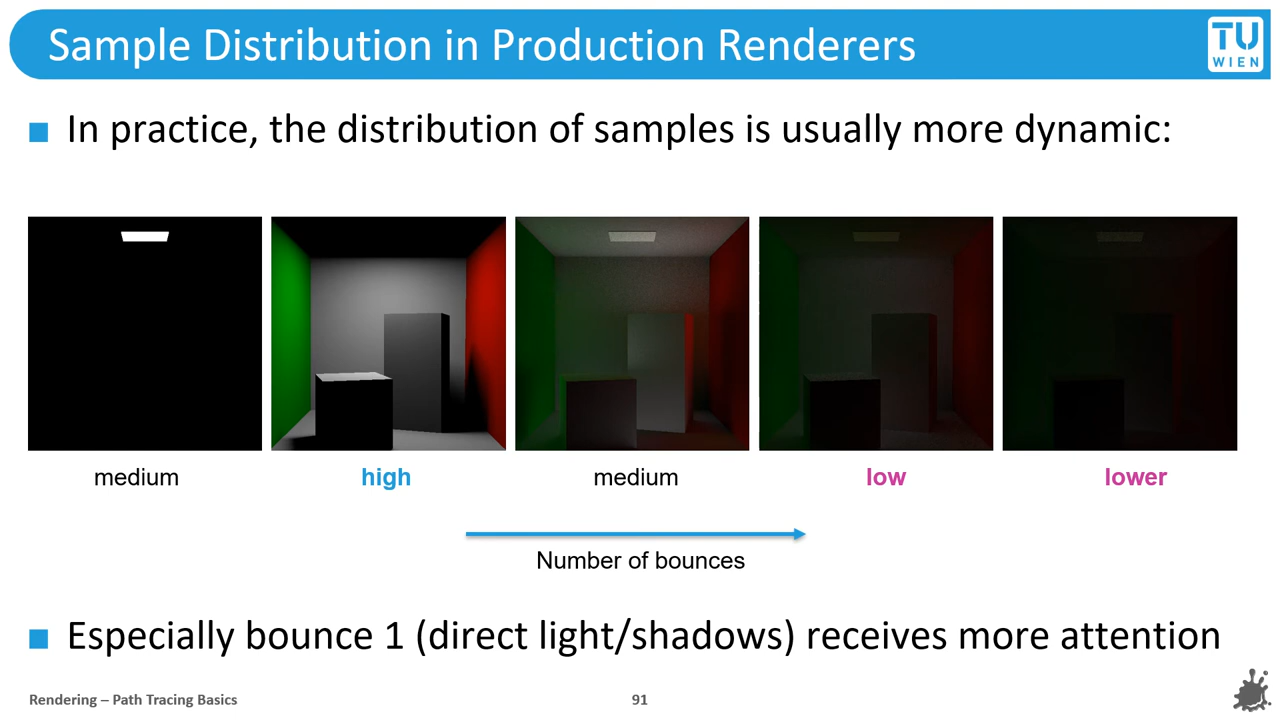 Sample Distribution in Production Renderers
TU
WIEN
In practice, the distribution of samples is usually more dynamic:
medium high medium low lower
Number of bounces
Especially bounce 1 (direct light/shadows) receives more attention
Rendering – Path Tracing Basics 91